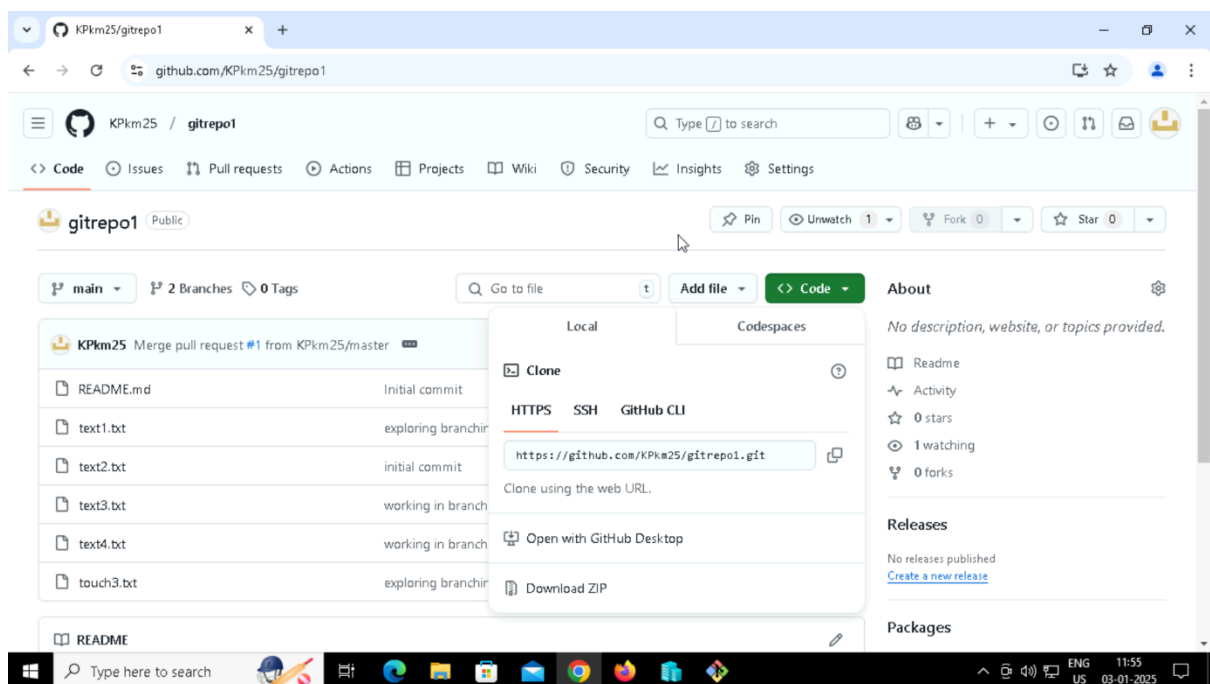 KPkm25/gitrepo1
github.com/KPkm25/gitrepo1
KPkm25 / gitrepo1
Type / to search
Code Issues Pull requests Actions Projects Wiki Security Insights Settings
gitrepo1 Public
Pin Unwatch 1 Fork 0 Star 0
main 2 Branches 0 Tags
Go to file t
Add file Code
About
No description, website, or topics provided.
Readme
Activity
0 stars
1 watching
0 forks
Releases
No releases published
Create a new release
Packages
Local Codespaces
Clone
HTTPS SSH GitHub CLI
https://github.com/KPkm25/gitrepo1.git
Clone using the web URL.
Open with GitHub Desktop
Download ZIP
KPkm25 Merge pull request #1 from KPkm25/master
README.md Initial commit
text1.txt exploring branchin
text2.txt initial commit
text3.txt working in branch
text4.txt working in branch
touch3.txt exploring branchin
README
Type here to search
ENG 11:55
US 03-01-2025